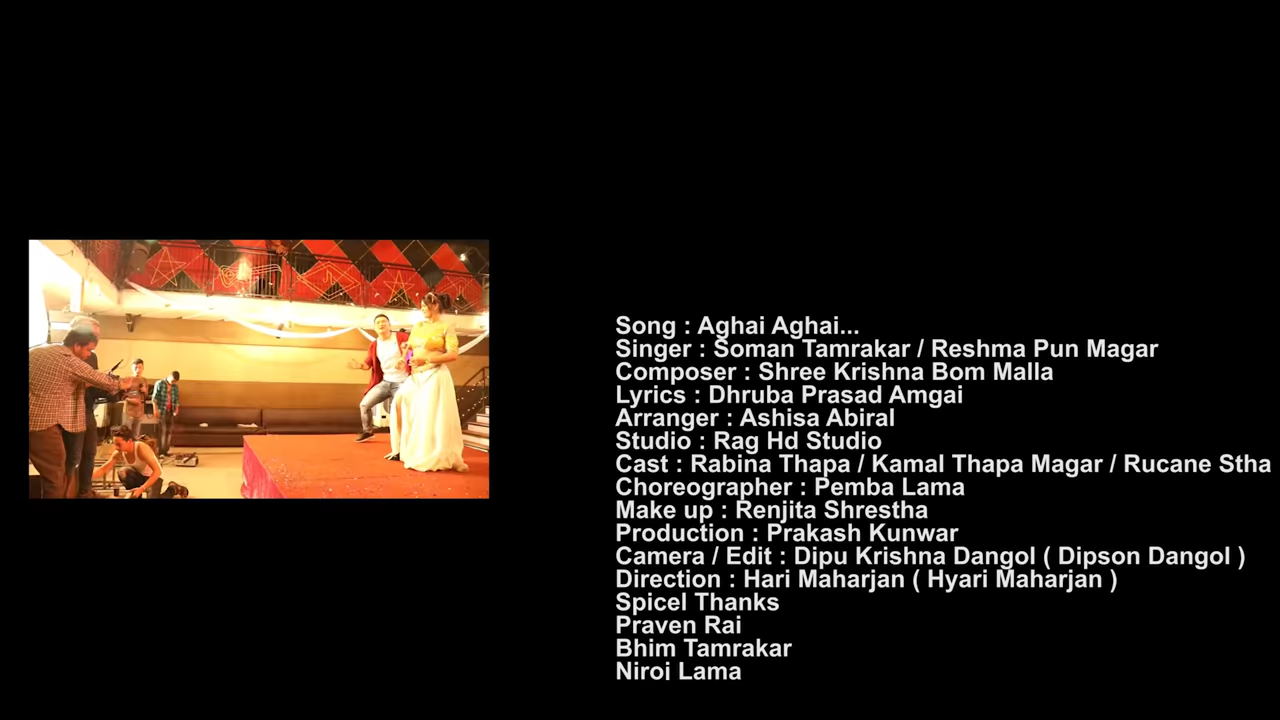 Song : Aghai Aghai...
Singer : Soman Tamrakar / Reshma Pun Magar
Composer : Shree Krishna Bom Malla
Lyrics : Dhruba Prasad Amgai
Arranger : Ashisa Abiral
Studio : Rag Hd Studio
Cast : Rabina Thapa / Kamal Thapa Magar / Rucane Stha
Choreographer : Pemba Lama
Make up : Renjita Shrestha
Production : Prakash Kunwar
Camera / Edit : Dipu Krishna Dangol ( Dipson Dangol )
Direction : Hari Maharjan ( Hyari Maharjan )
Spicel Thanks
Praven Rai
Bhim Tamrakar
Niroj Lama